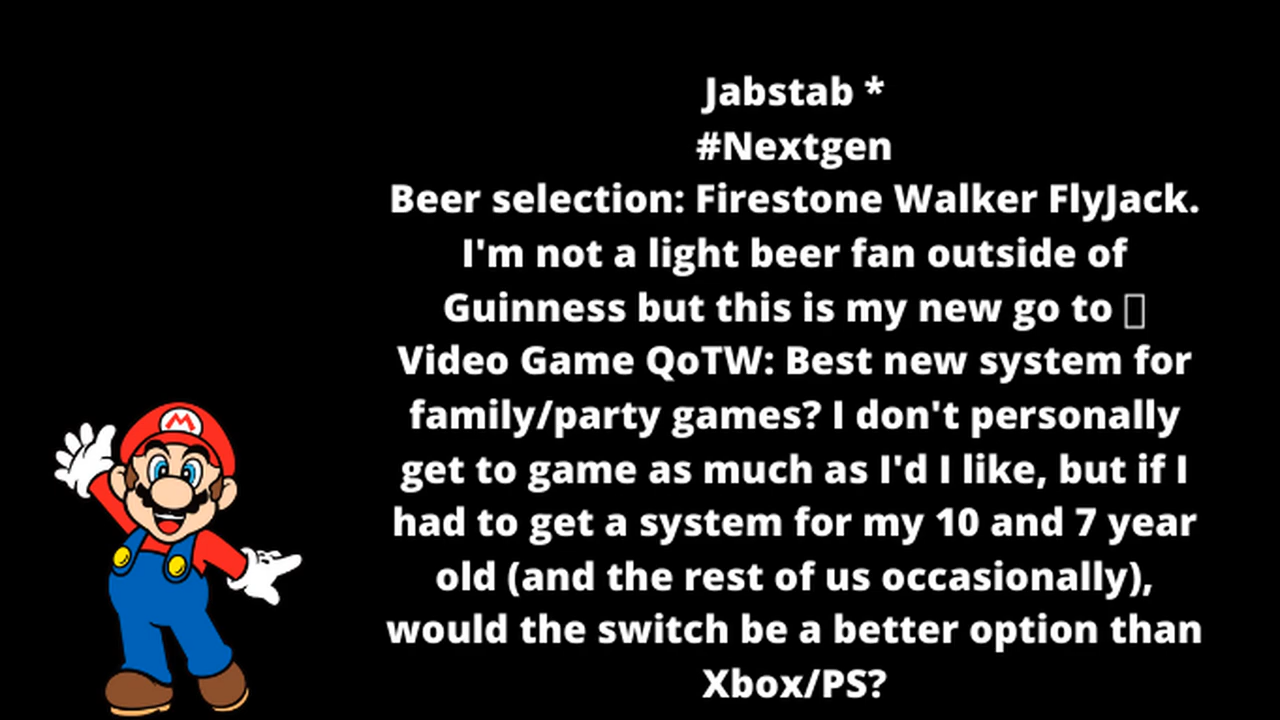 Jabstab *
#Nextgen
Beer selection: Firestone Walker FlyJack.
I'm not a light beer fan outside of
Guinness but this is my new go to ▯
Video Game QoTW: Best new system for
family/party games? I don't personally
get to game as much as I'd I like, but if I
had to get a system for my 10 and 7 year
old (and the rest of us occasionally),
would the switch be a better option than
Xbox/PS?
M